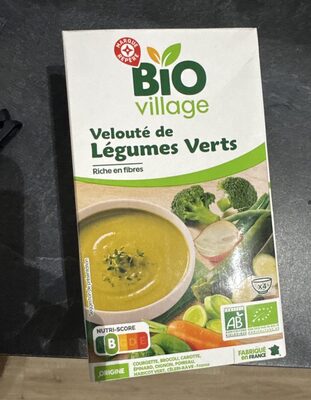 MARQUE
REPÈRE
BiO
village
Velouté de
Légumes Verts
Riche en fibres
x4
NUTRI-SCORE
B C D E
AB
AGRICULTURE
BIOLOGIQUE
FABRIQUÉ
EN FRANCE
ORIGINE
COURGETTE, BROCOLI, CAROTTE,
ÉPINARD, OIGNON, POIREAU,
HARICOT VERT, CÉLERI-RAVE : France